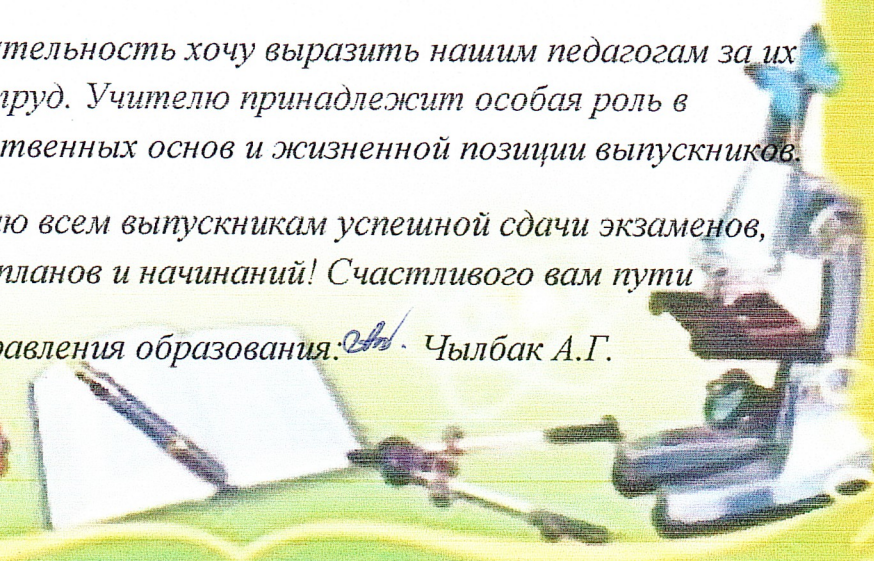 тельность хочу выразить нашим педагогам за их
труд. Учителю принадлежит особая роль в
твенных основ и жизненной позиции выпускников.
ю всем выпускникам успешной сдачи экзаменов,
планов и начинаний! Счастливого вам пути
равления образования: Чылбак А.Г.